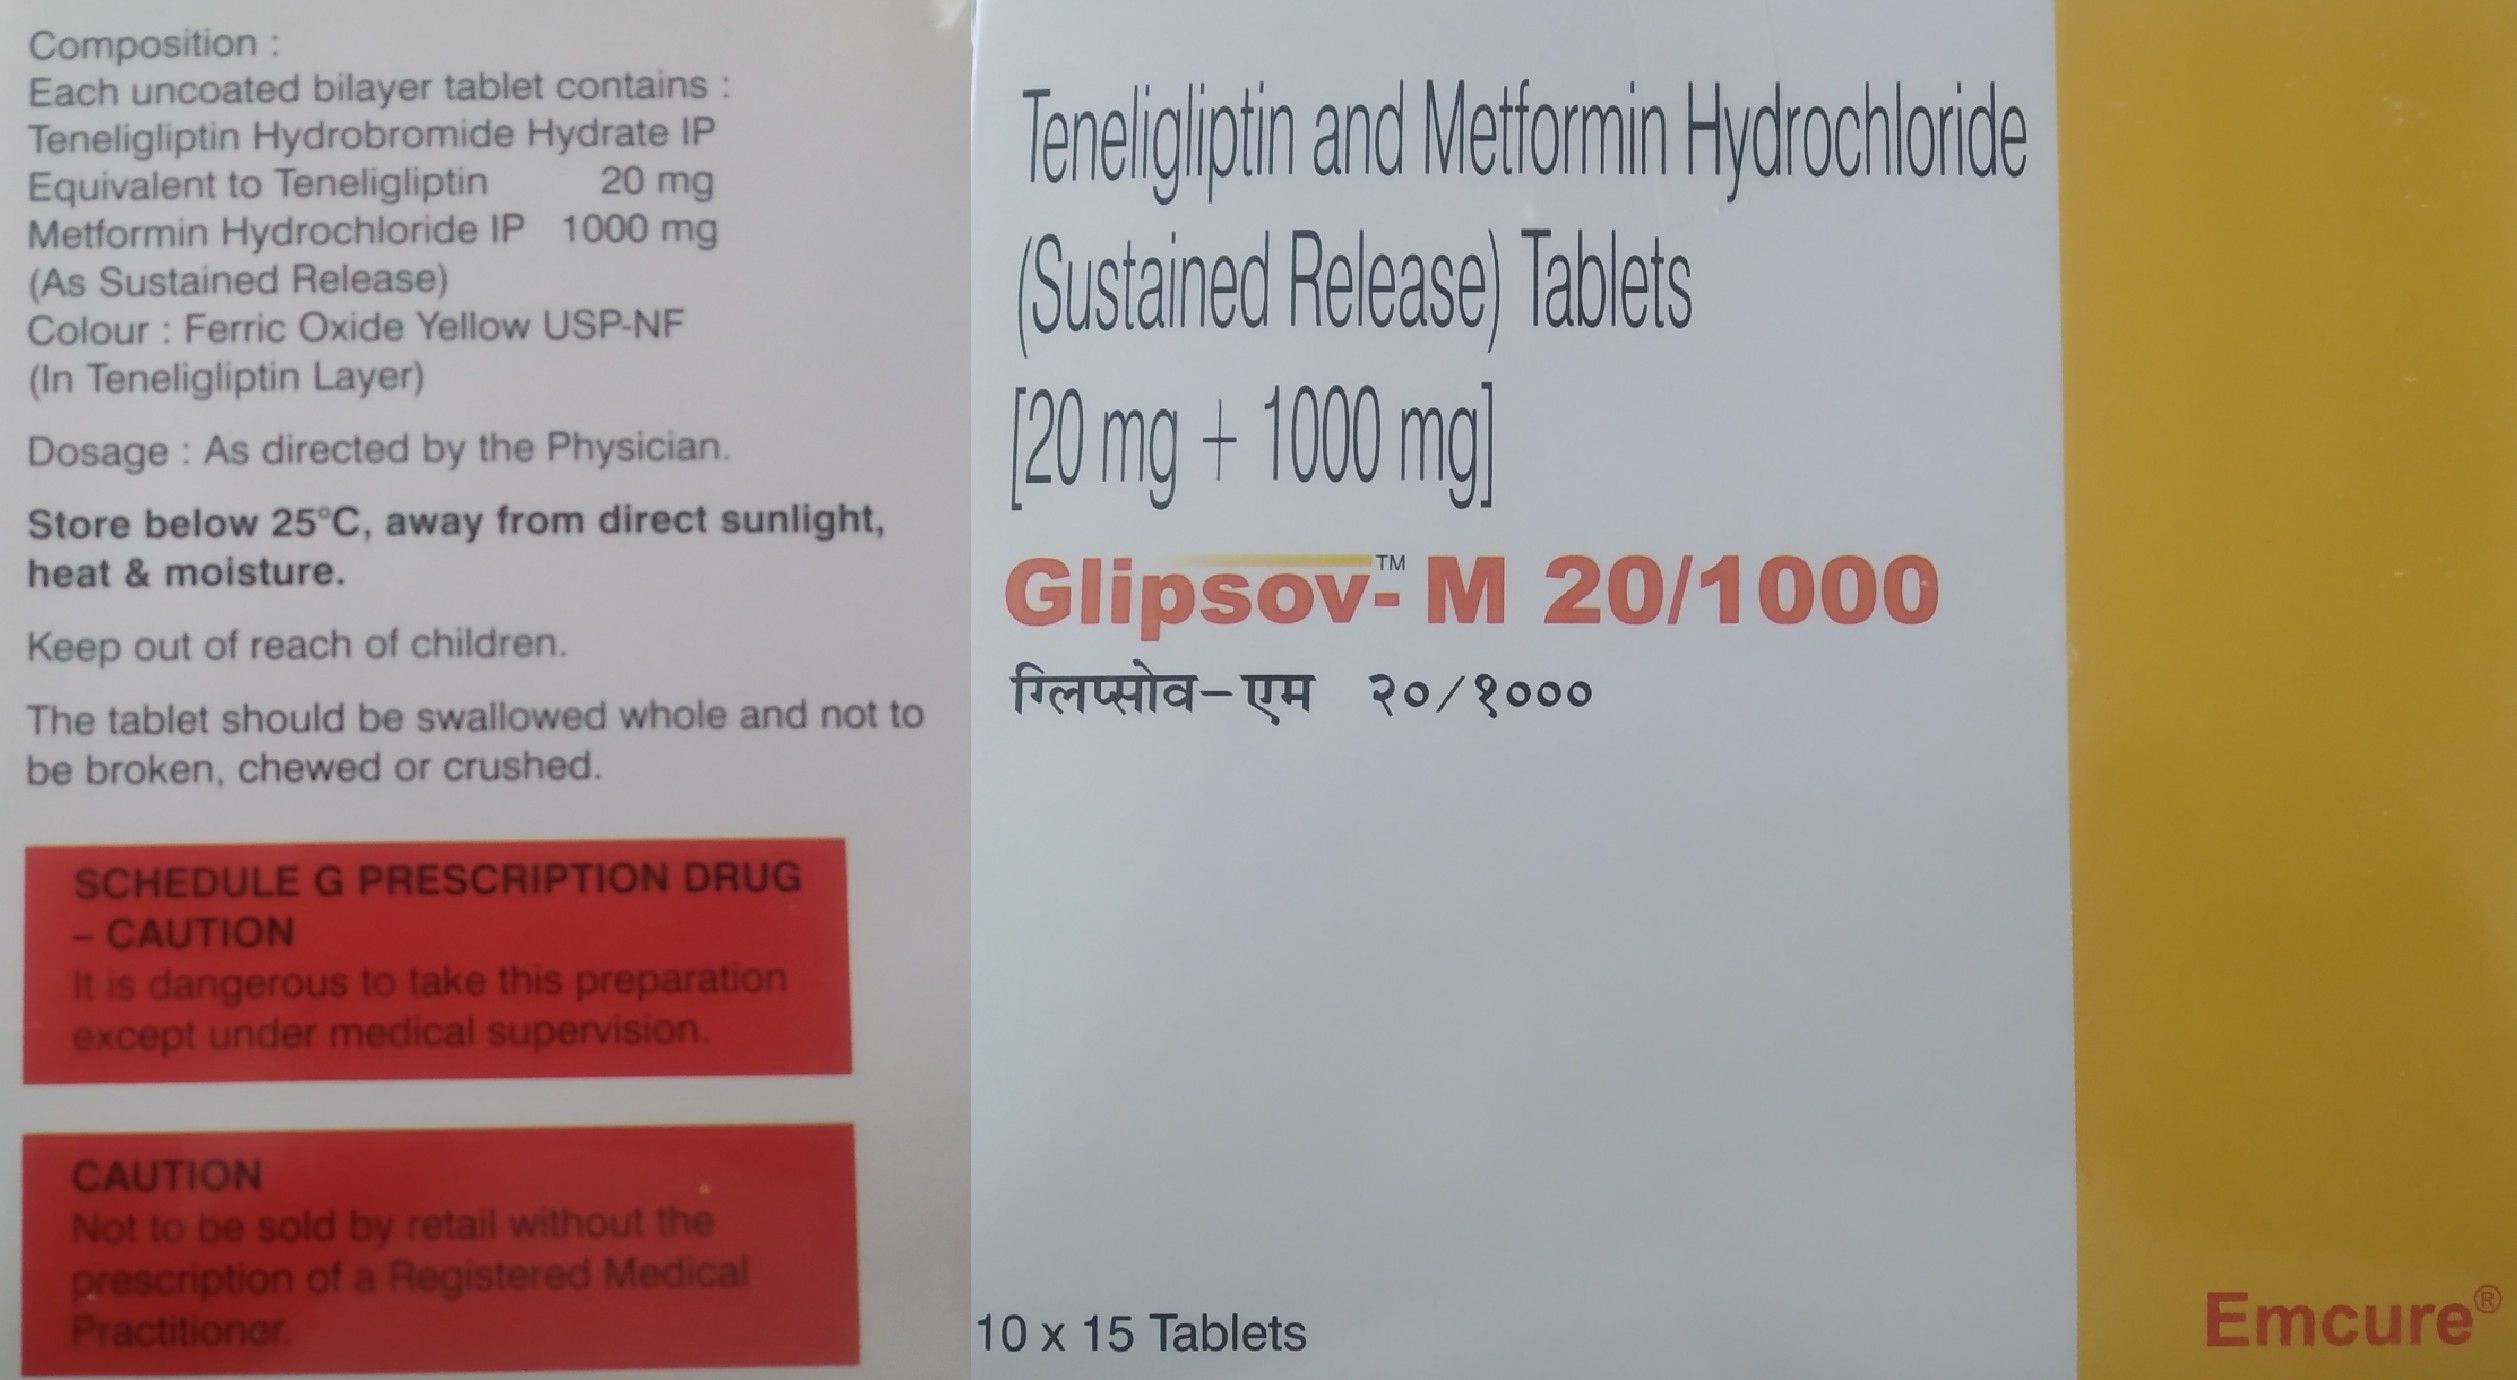 Composition :
Each uncoated bilayer tablet contains :
Teneligliptin Hydrobromide Hydrate IP
Equivalent to Teneligliptin 20 mg
Metformin Hydrochloride IP 1000 mg
(As Sustained Release)
Colour : Ferric Oxide Yellow USP-NF
(In Teneligliptin Layer)
Dosage : As directed by the Physician.
Store below 25°C, away from direct sunlight,
heat & moisture.
Keep out of reach of children.
The tablet should be swallowed whole and not to
be broken, chewed or crushed.
SCHEDULE G PRESCRIPTION DRUG
– CAUTION
It is dangerous to take this preparation
except under medical supervision.
CAUTION
Not to be sold by retail without the
prescription of a Registered Medical
Practitioner.
Teneligliptin and Metformin Hydrochloride
(Sustained Release) Tablets
[20 mg + 1000 mg]
Glipsov-™ M 20/1000
ग्लिप्सोव–एम २०/१०००
10 x 15 Tablets
Emcure®